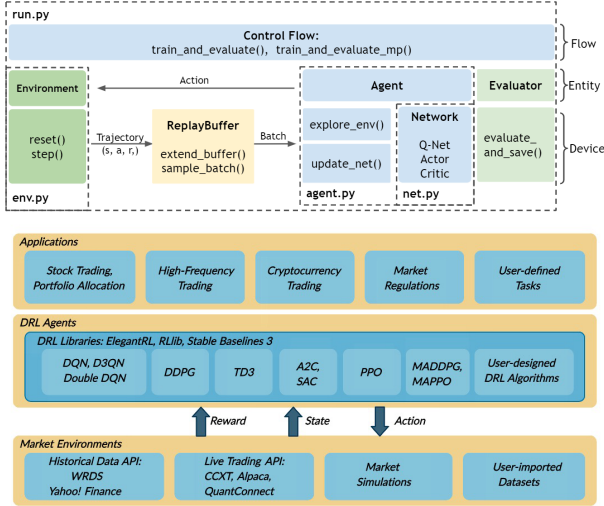 run.py
Control Flow:
train_and_evaluate(), train_and_evaluate_mp()
Flow
Environment
Action
Agent
Evaluator
Entity
reset()
step()
Trajectory
(s, a, r,)
ReplayBuffer
extend_buffer()
sample_batch()
Batch
explore_env()
update_net()
Network
Q-Net
Actor
Critic
evaluate_
and_save()
Device
env.py
agent.py
net.py
Applications
Stock Trading,
Portfolio Allocation
High-Frequency
Trading
Cryptocurrency
Trading
Market
Regulations
User-defined
Tasks
DRL Agents
DRL Libraries: ElegantRL, RLlib, Stable Baselines 3
DQN, D3QN
Double DQN
DDPG
TD3
A2C,
SAC
PPO
MADDPG,
MAPPO
User-designed
DRL Algorithms
Reward
State
Action
Market Environments
Historical Data API:
WRDS
Yahoo! Finance
Live Trading API:
CCXT, Alpaca,
QuantConnect
Market
Simulations
User-imported
Datasets